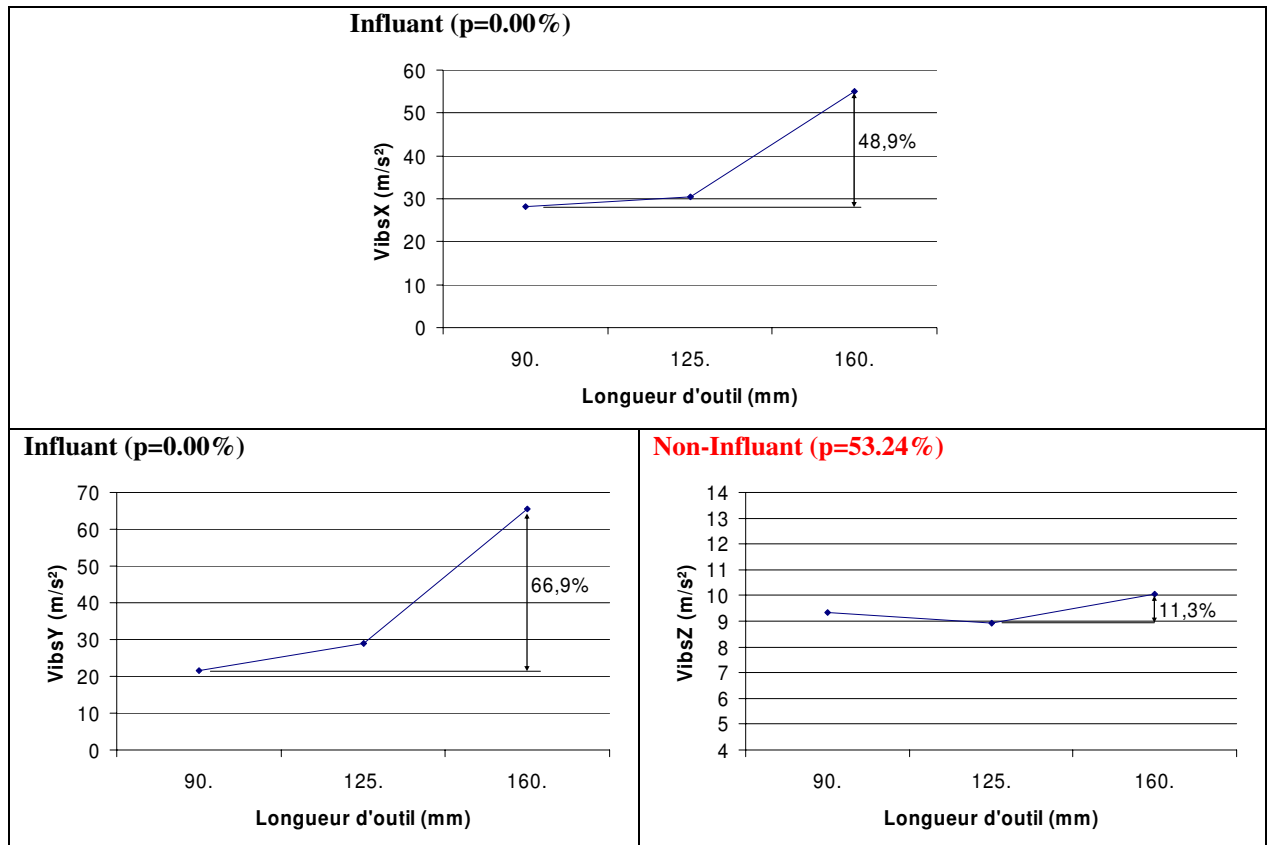 Influant (p=0.00%)
60
50
40
30
20
10
0
VibsX (m/s²)
48,9%
90. 125. 160.
Longueur d'outil (mm)
Influant (p=0.00%)
70
60
50
40
30
20
10
0
VibsY (m/s²)
66,9%
90. 125. 160.
Longueur d'outil (mm)
Non-Influant (p=53.24%)
14
13
12
11
10
9
8
7
6
5
4
VibsZ (m/s²)
11,3%
90. 125. 160.
Longueur d'outil (mm)